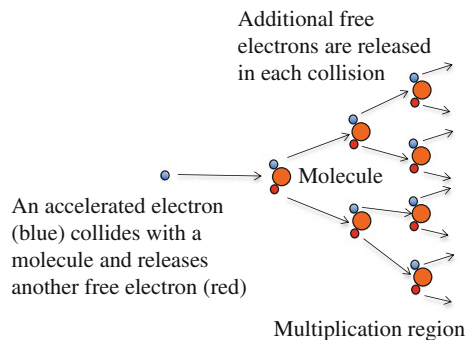 Additional free
electrons are released
in each collision
Molecule
An accelerated electron
(blue) collides with a
molecule and releases
another free electron (red)
Multiplication region